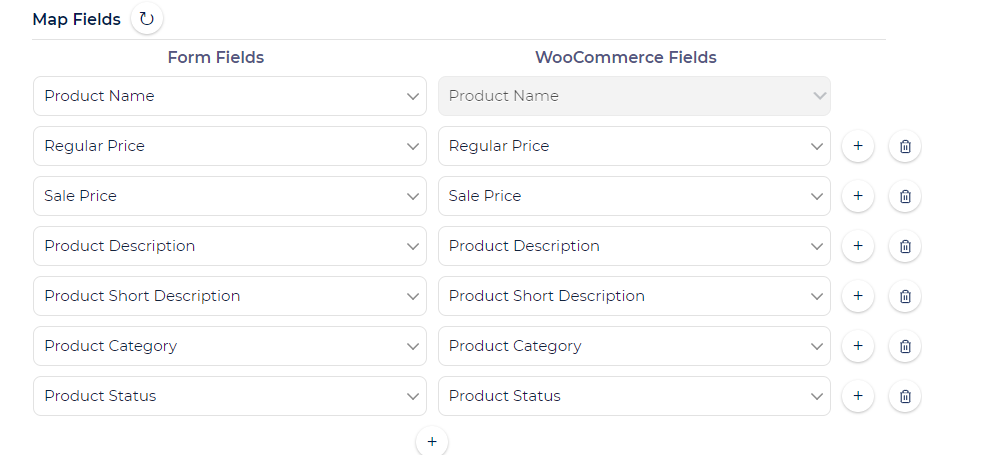 Map Fields
Form Fields WooCommerce Fields
Product Name Product Name
Regular Price Regular Price
Sale Price Sale Price
Product Description Product Description
Product Short Description Product Short Description
Product Category Product Category
Product Status Product Status